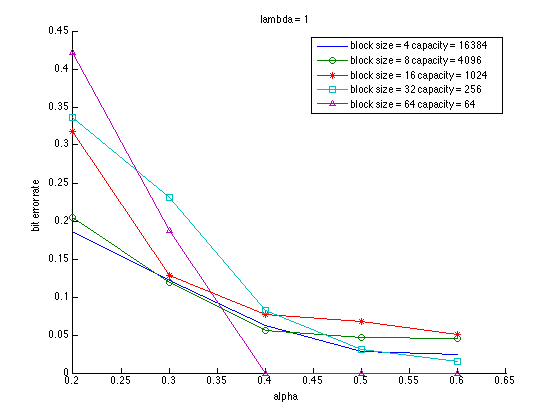 lambda = 1
block size = 4 capacity = 16384
block size = 8 capacity = 4096
block size = 16 capacity = 1024
block size = 32 capacity = 256
block size = 64 capacity = 64
0.45
0.4
0.35
0.3
0.25
0.2
0.15
0.1
0.05
0
bit error rate
0.2
0.25
0.3
0.35
0.4
0.45
0.5
0.55
0.6
0.65
alpha